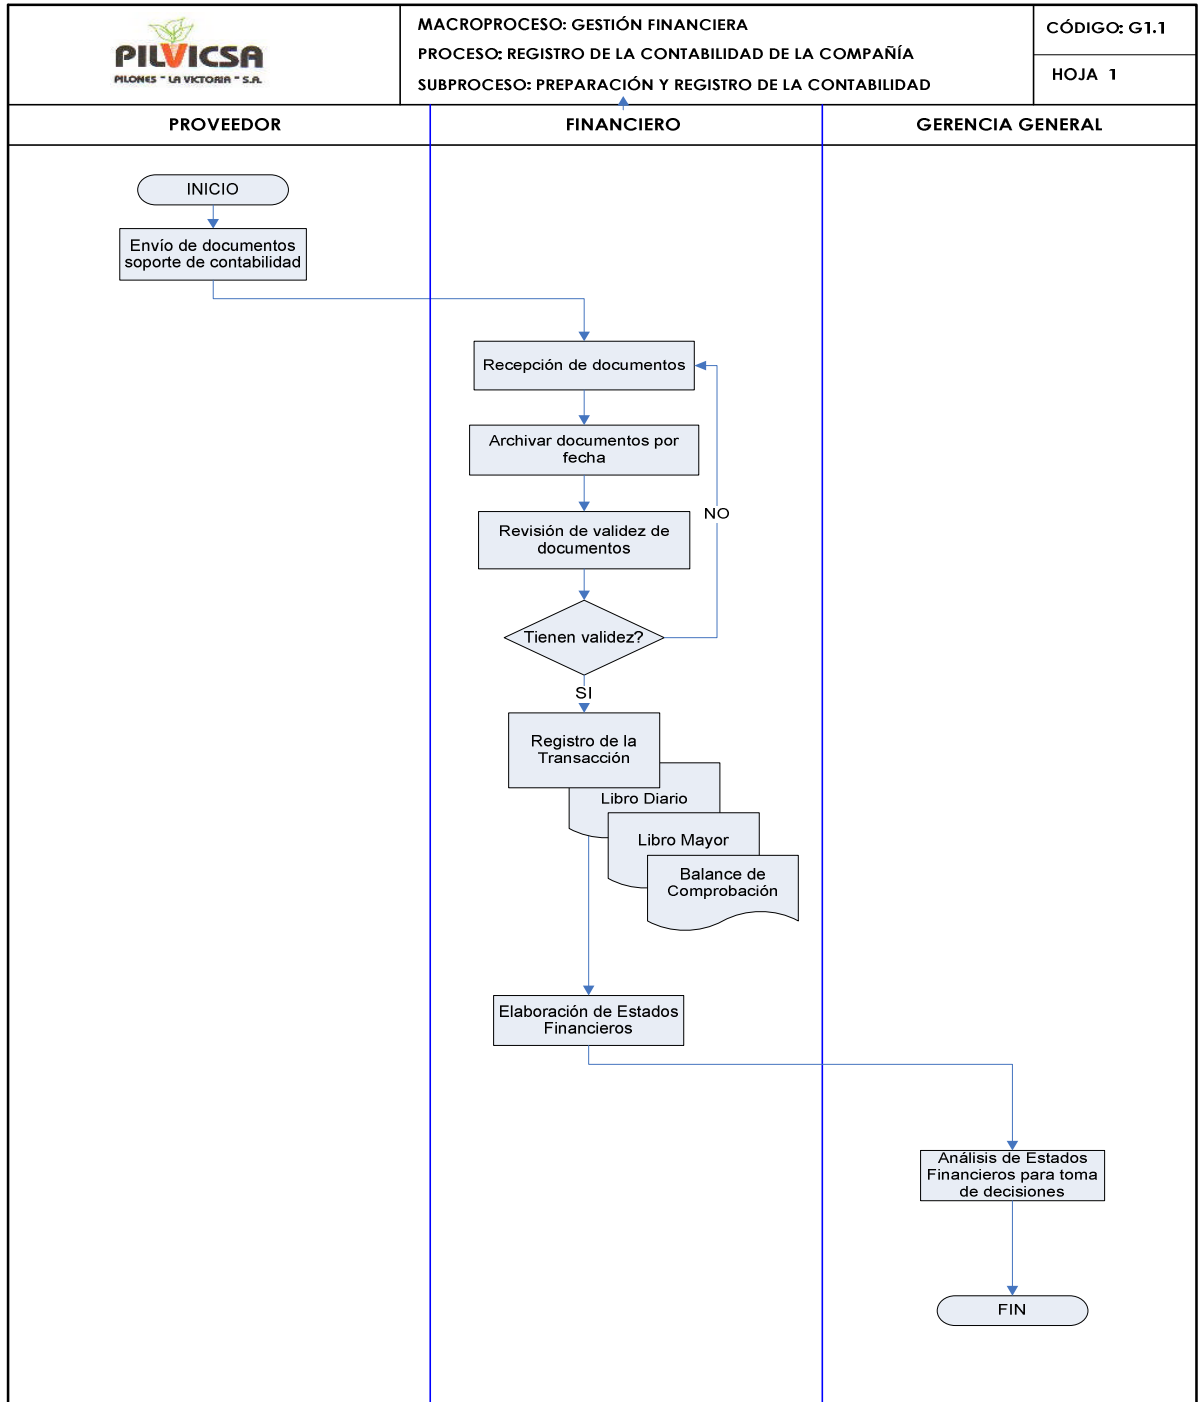 PILVICSA
PILONES "LA VICTORIA" S.A.
MACROPROCESO: GESTIÓN FINANCIERA
PROCESO: REGISTRO DE LA CONTABILIDAD DE LA COMPAÑÍA
SUBPROCESO: PREPARACIÓN Y REGISTRO DE LA CONTABILIDAD
CÓDIGO: G1.1
HOJA 1
PROVEEDOR
FINANCIERO
GERENCIA GENERAL
INICIO
Envío de documentos
soporte de contabilidad
Recepción de documentos
Archivar documentos por
fecha
NO
Revisión de validez de
documentos
Tienen validez?
SI
Registro de la
Transacción
Libro Diario
Libro Mayor
Balance de
Comprobación
Elaboración de Estados
Financieros
Análisis de Estados
Financieros para toma
de decisiones
FIN